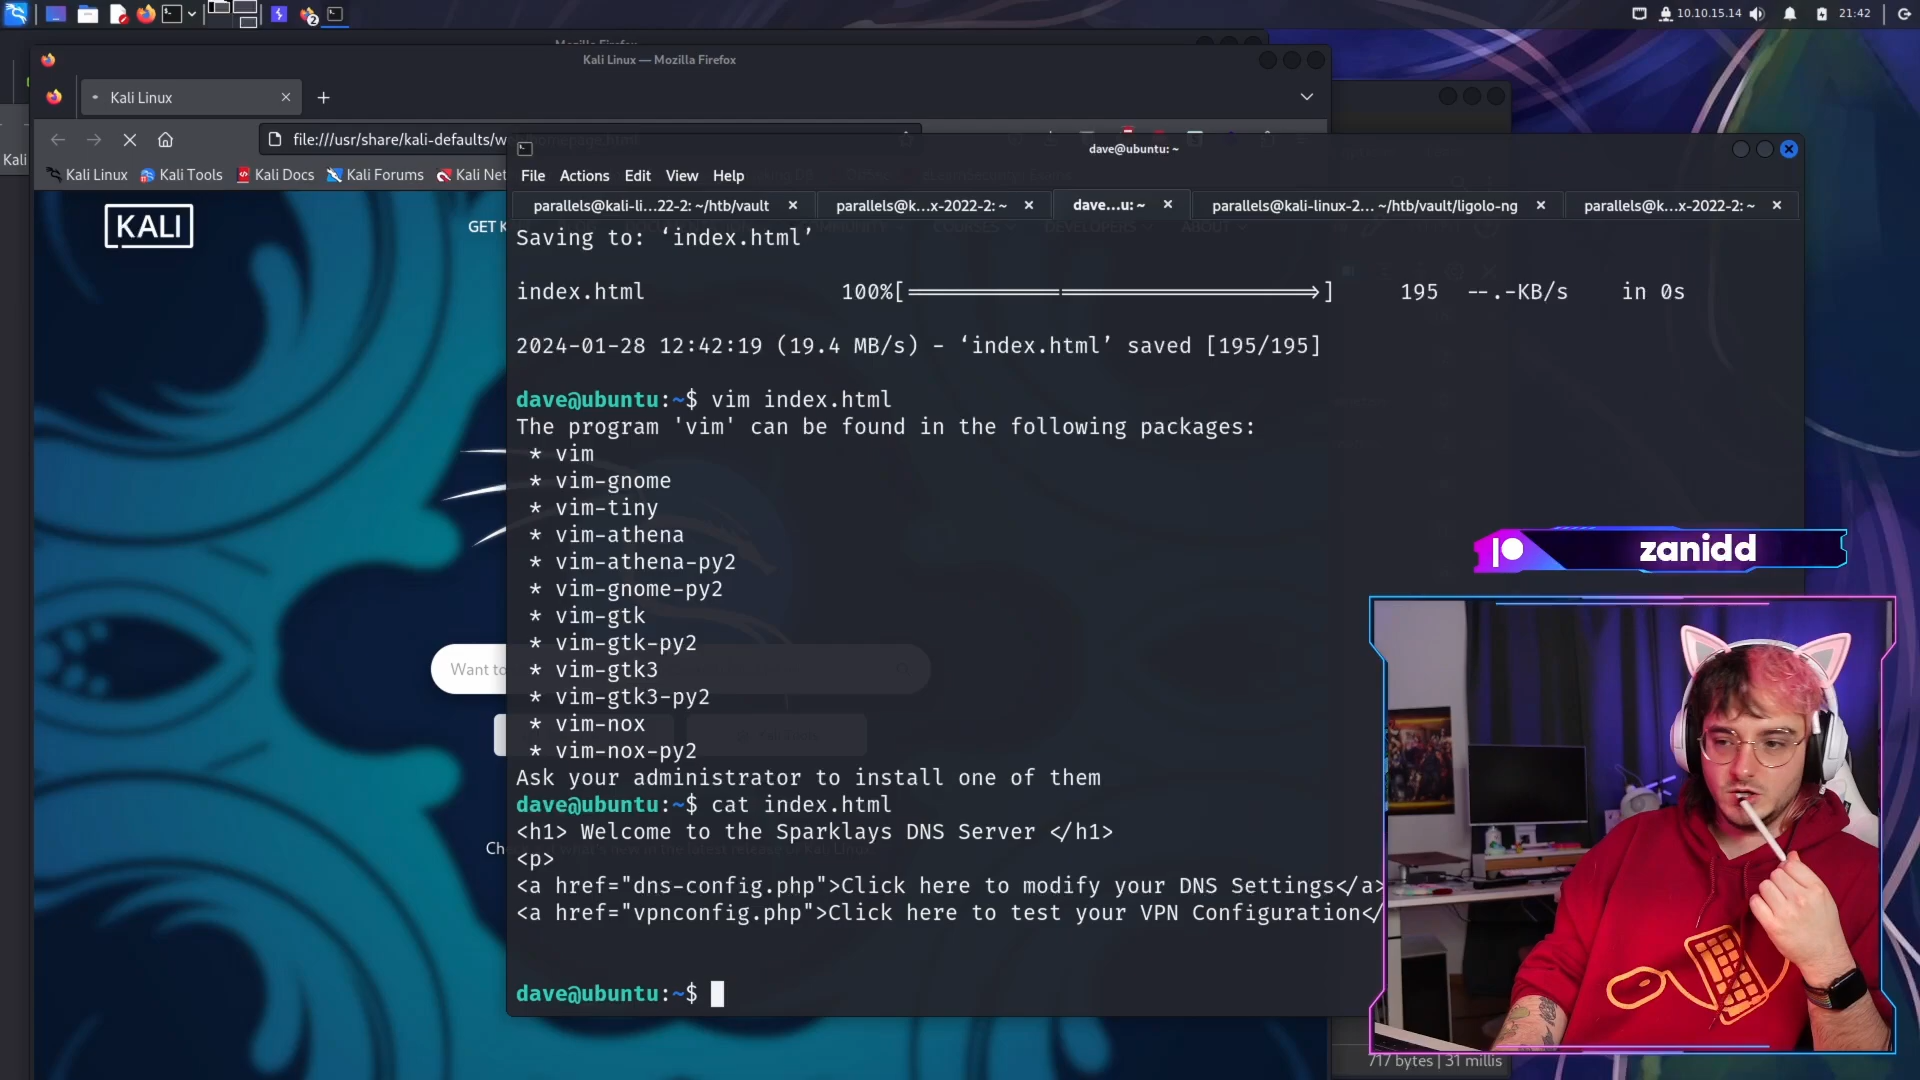 10.10.15.14
21:42
2
Mozilla Firefox
Kali Linux — Mozilla Firefox
Kali Linux
file:///usr/share/kali-defaults/w
Kali Linux
Kali Tools
Kali Docs
Kali Forums
Kali Net
Kali
KALI
GET K
Want to
dave@ubuntu: ~
File Actions Edit View Help
parallels@kali-li...22-2: ~/htb/vault
parallels@k...x-2022-2: ~
dave...u: ~
parallels@kali-linux-2... ~/htb/vault/ligolo-ng
parallels@k...x-2022-2: ~
Saving to: ‘index.html’
index.html 100%[===================>] 195 --.-KB/s in 0s
2024-01-28 12:42:19 (19.4 MB/s) - ‘index.html’ saved [195/195]
dave@ubuntu:~$ vim index.html
The program 'vim' can be found in the following packages:
* vim
* vim-gnome
* vim-tiny
* vim-athena
* vim-athena-py2
* vim-gnome-py2
* vim-gtk
* vim-gtk-py2
* vim-gtk3
* vim-gtk3-py2
* vim-nox
* vim-nox-py2
Ask your administrator to install one of them
dave@ubuntu:~$ cat index.html
<h1> Welcome to the Sparklays DNS Server </h1>
<p>
<a href="dns-config.php">Click here to modify your DNS Settings</a>
<a href="vpnconfig.php">Click here to test your VPN Configuration</
dave@ubuntu:~$
zanidd
717 bytes | 31 millis